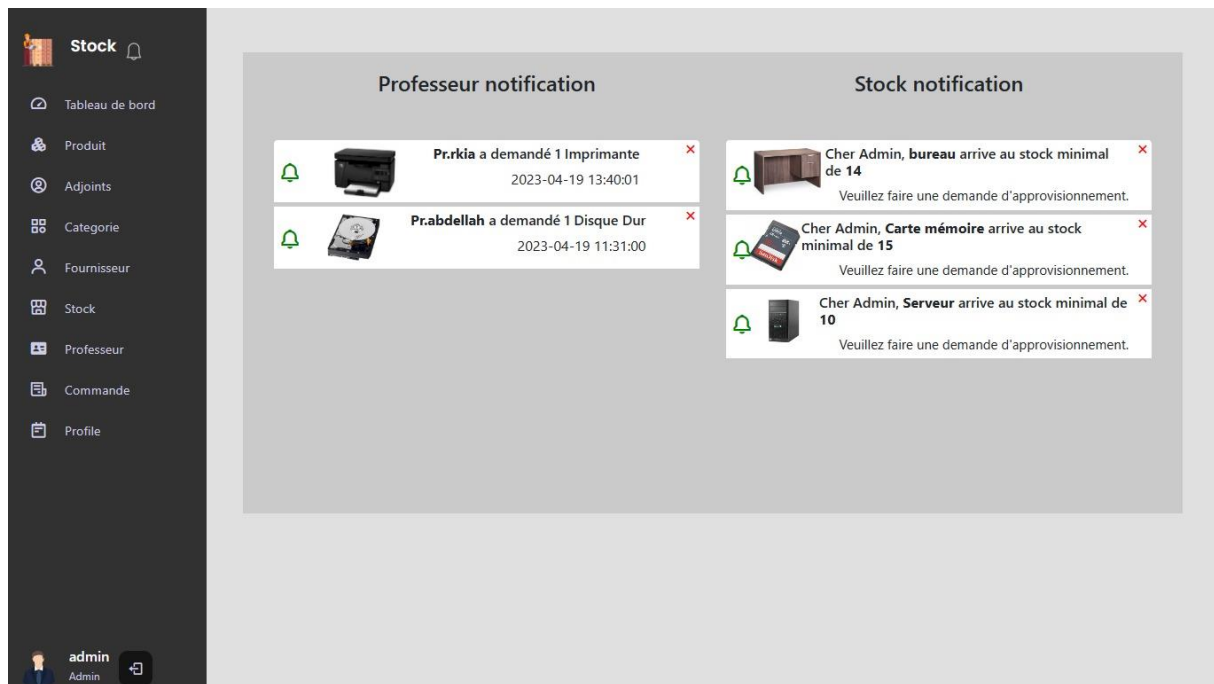 Stock
Tableau de bord
Produit
Adjoints
Categorie
Fournisseur
Stock
Professeur
Commande
Profile
admin
Admin
Professeur notification
Pr.rkia a demandé 1 Imprimante
2023-04-19 13:40:01
Pr.abdellah a demandé 1 Disque Dur
2023-04-19 11:31:00
Stock notification
Cher Admin, bureau arrive au stock minimal
de 14
Veuillez faire une demande d'approvisionnement.
Cher Admin, Carte mémoire arrive au stock
minimal de 15
Veuillez faire une demande d'approvisionnement.
Cher Admin, Serveur arrive au stock minimal de
10
Veuillez faire une demande d'approvisionnement.